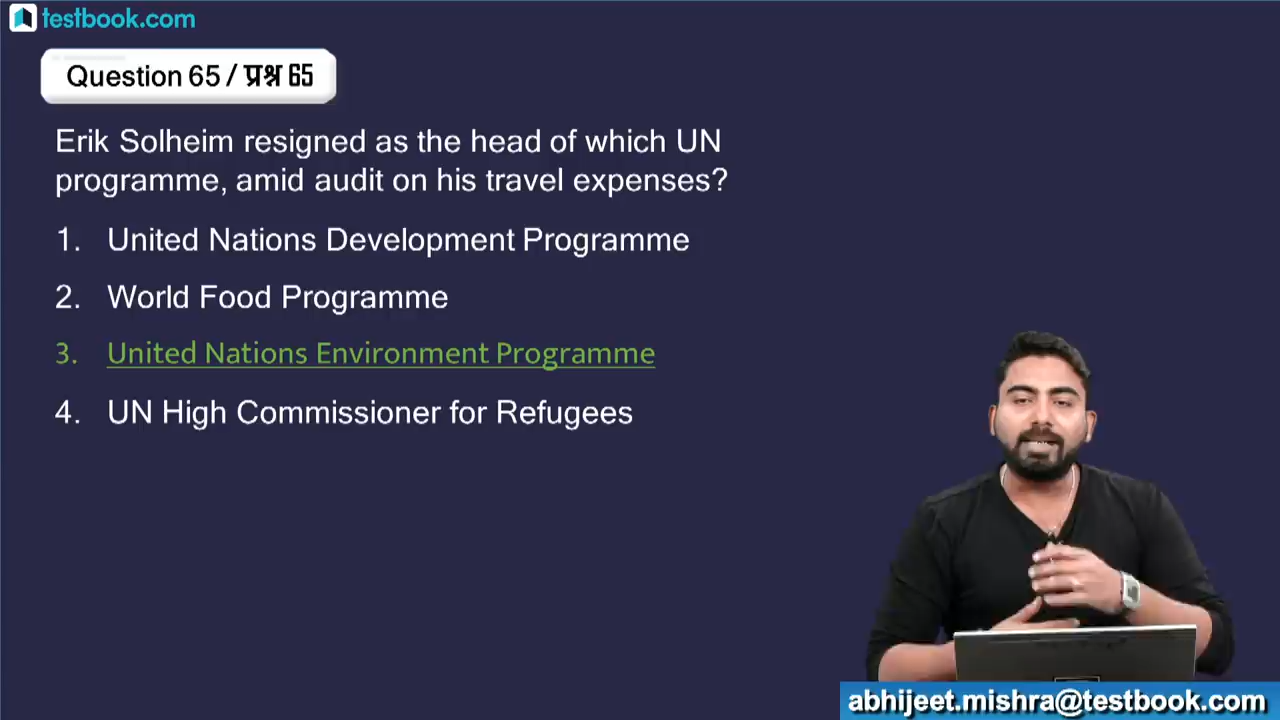 testbook.com
Question 65 / प्रश्न 65
Erik Solheim resigned as the head of which UN
programme, amid audit on his travel expenses?
1. United Nations Development Programme
2. World Food Programme
3. United Nations Environment Programme
4. UN High Commissioner for Refugees
abhijeet.mishra@testbook.com